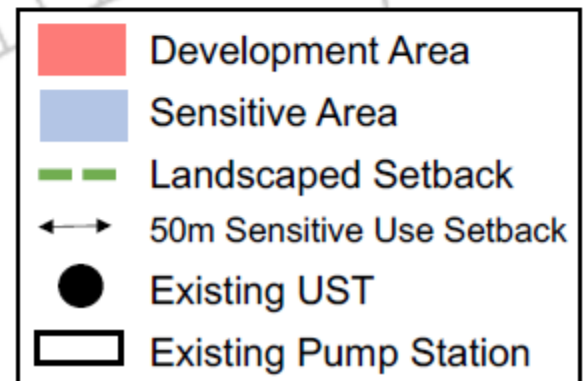 Development Area
Sensitive Area
Landscaped Setback
50m Sensitive Use Setback
Existing UST
Existing Pump Station